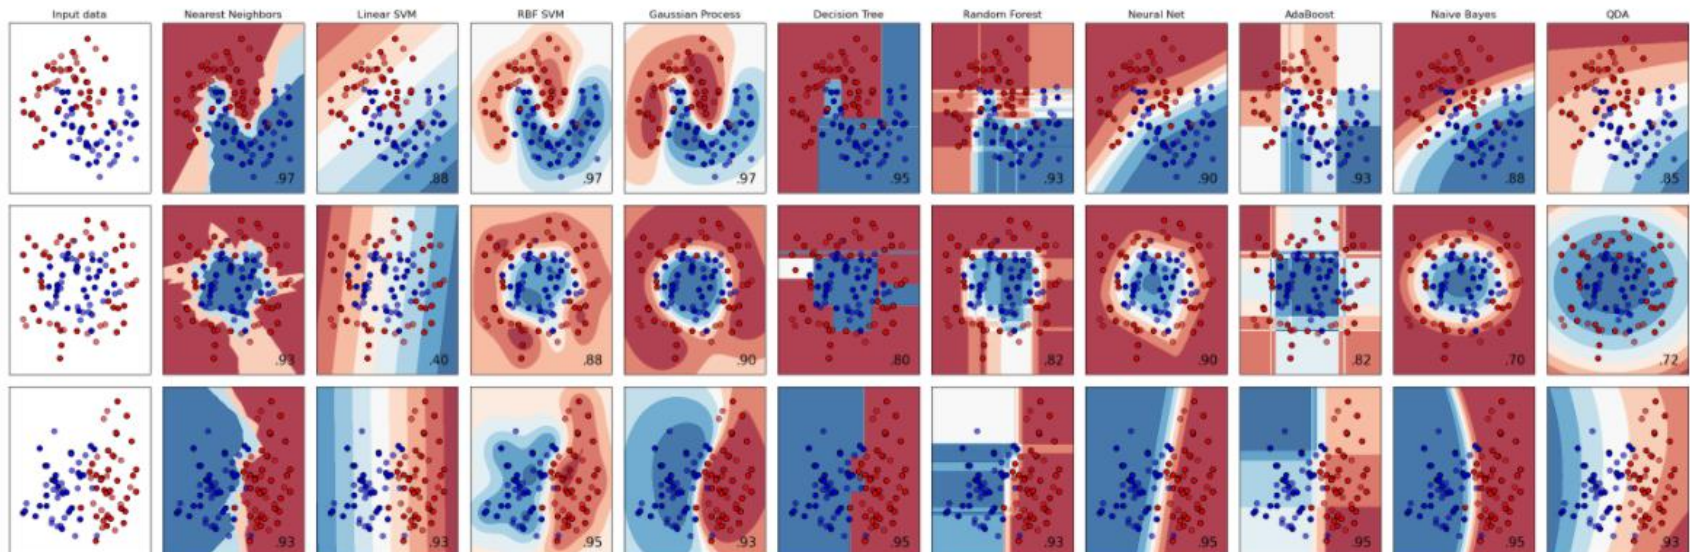 Input data
Nearest Neighbors
Linear SVM
RBF SVM
Gaussian Process
Decision Tree
Random Forest
Neural Net
AdaBoost
Naive Bayes
QDA
.97
.88
.97
.97
.95
.93
.90
.93
.88
.85
.93
.40
.88
.90
.80
.82
.90
.82
.70
.72
.93
.93
.95
.93
.95
.93
.95
.95
.95
.93